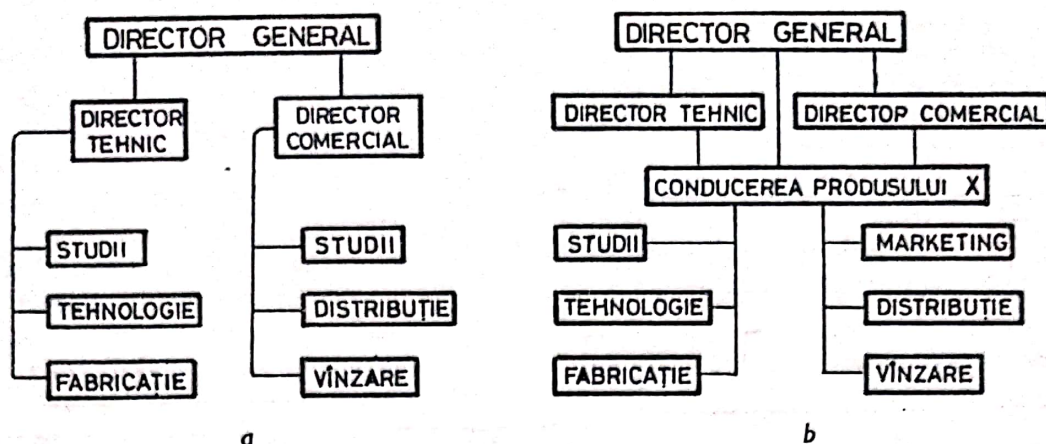 DIRECTOR GENERAL
DIRECTOR
TEHNIC
DIRECTOR
COMERCIAL
STUDII
TEHNOLOGIE
FABRICAȚIE
STUDII
DISTRIBUȚIE
VÎNZARE
a
DIRECTOR GENERAL
DIRECTOR TEHNIC
DIRECTOP COMERCIAL
CONDUCEREA PRODUSULUI X
STUDII
TEHNOLOGIE
FABRICAȚIE
MARKETING
DISTRIBUȚIE
VÎNZARE
b